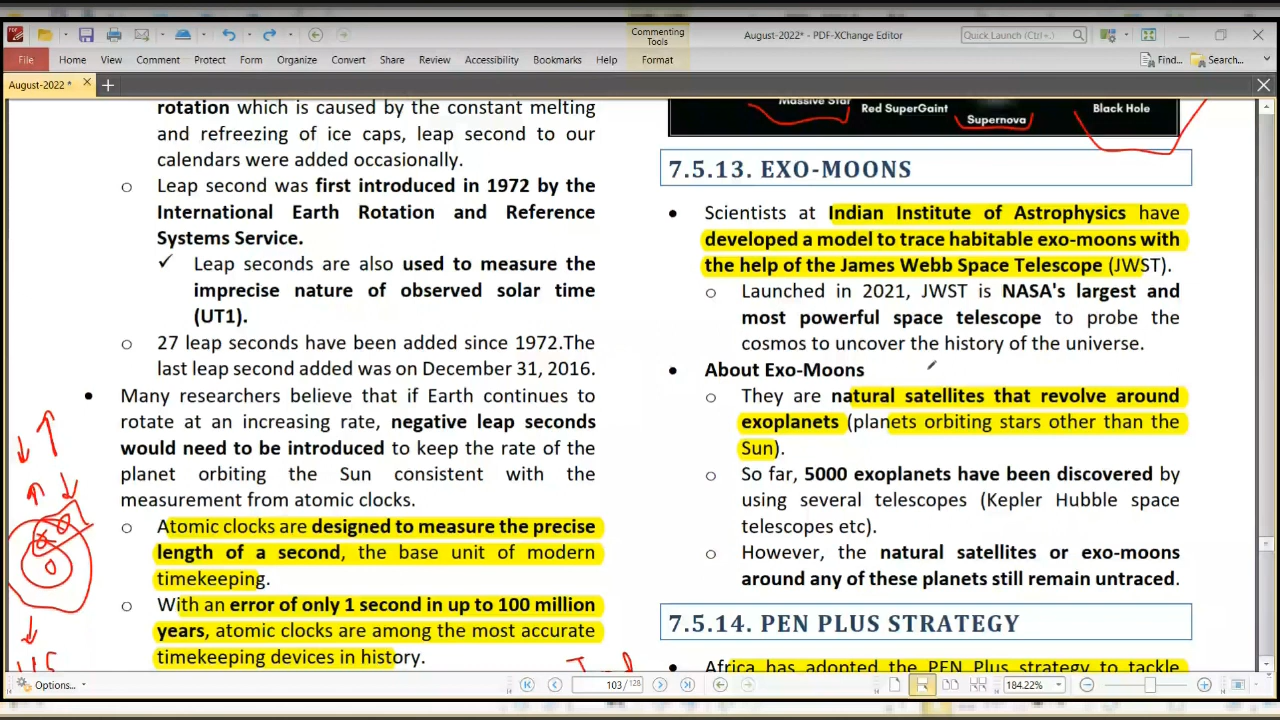 Commenting
Tools
August-2022* - PDF-XChange Editor
Quick Launch (Ctrl+.)
File
Home
View
Comment
Protect
Form
Organize
Convert
Share
Review
Accessibility
Bookmarks
Help
Format
Find...
Search...
August-2022 *
rotation which is caused by the constant melting
and refreezing of ice caps, leap second to our
calendars were added occasionally.
o Leap second was first introduced in 1972 by the
International Earth Rotation and Reference
Systems Service.
✓ Leap seconds are also used to measure the
imprecise nature of observed solar time
(UT1).
o 27 leap seconds have been added since 1972.The
last leap second added was on December 31, 2016.
• Many researchers believe that if Earth continues to
rotate at an increasing rate, negative leap seconds
would need to be introduced to keep the rate of the
planet orbiting the Sun consistent with the
measurement from atomic clocks.
o Atomic clocks are designed to measure the precise
length of a second, the base unit of modern
timekeeping.
o With an error of only 1 second in up to 100 million
years, atomic clocks are among the most accurate
timekeeping devices in history.
Massive Star
Red SuperGaint
Supernova
Black Hole
7.5.13. EXO-MOONS
• Scientists at Indian Institute of Astrophysics have
developed a model to trace habitable exo-moons with
the help of the James Webb Space Telescope (JWST).
o Launched in 2021, JWST is NASA's largest and
most powerful space telescope to probe the
cosmos to uncover the history of the universe.
• About Exo-Moons
o They are natural satellites that revolve around
exoplanets (planets orbiting stars other than the
Sun).
o So far, 5000 exoplanets have been discovered by
using several telescopes (Kepler Hubble space
telescopes etc).
o However, the natural satellites or exo-moons
around any of these planets still remain untraced.
7.5.14. PEN PLUS STRATEGY
• Africa has adopted the PEN Plus strategy to tackle
Options...
103 / 128
184.22%